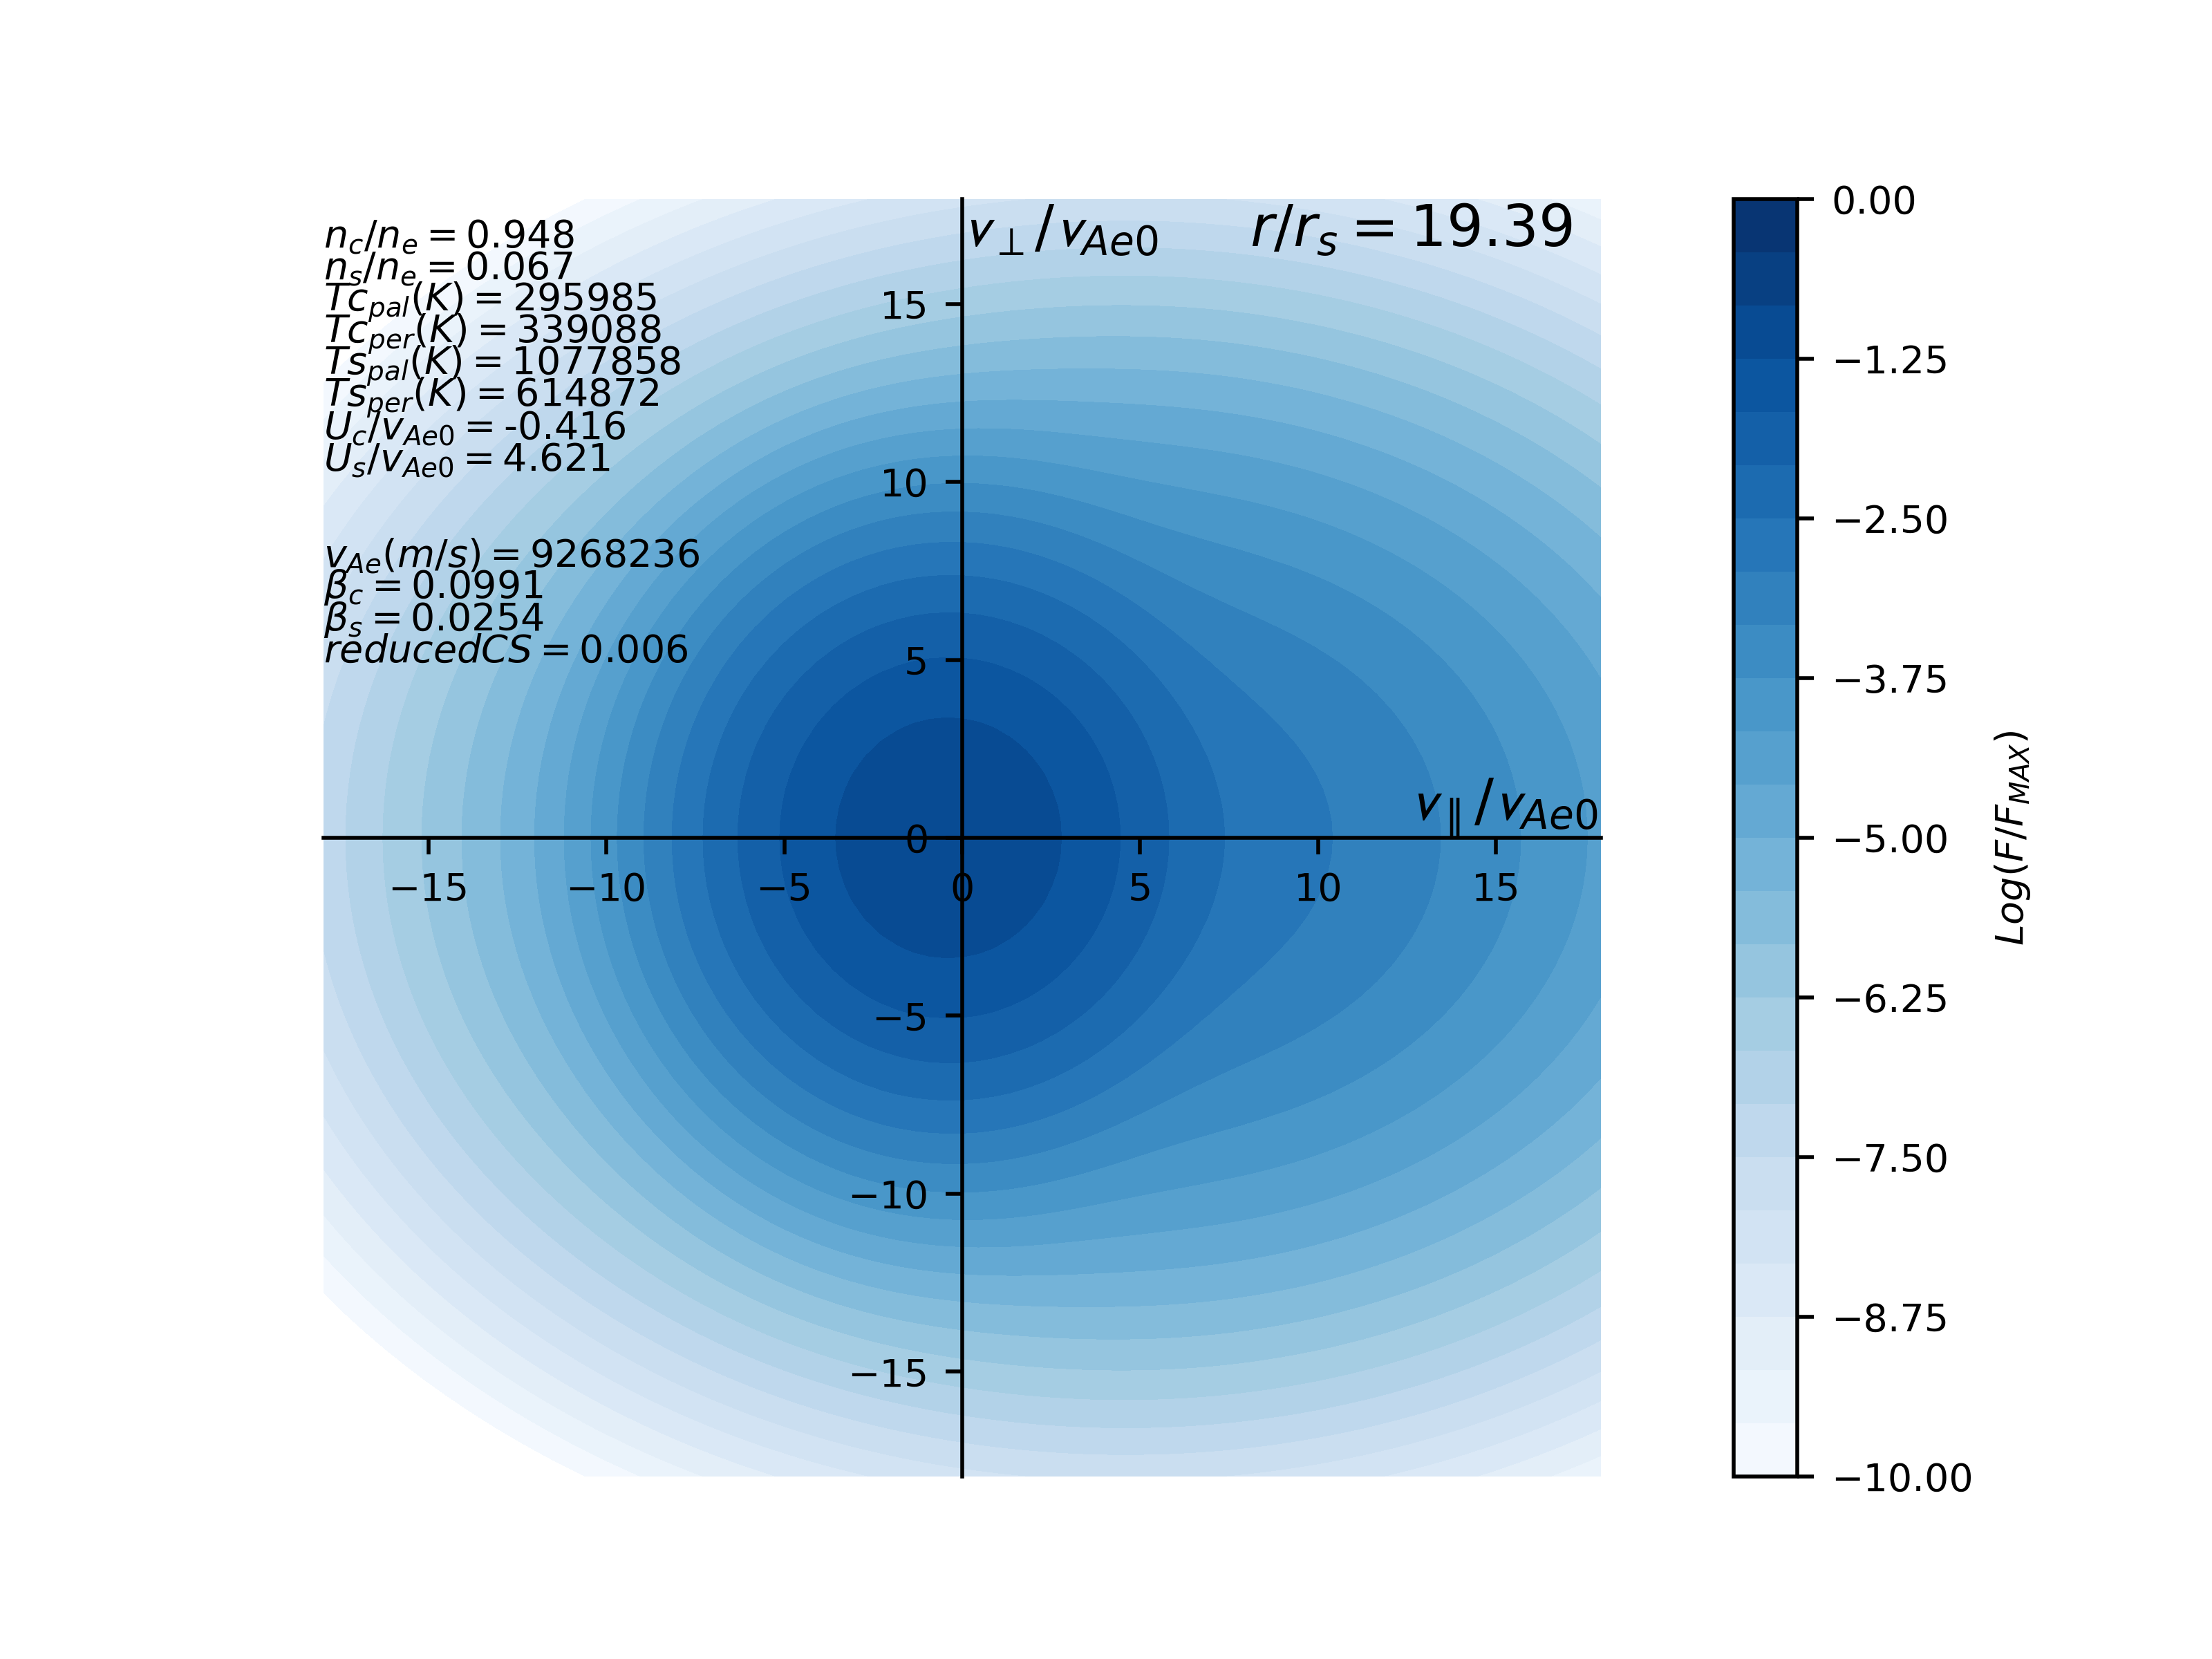 n_c/n_e = 0.948
n_s/n_e = 0.067
Tc_pal(K) = 295985
Tc_per(K) = 339088
Ts_pal(K) = 1077858
Ts_per(K) = 614872
U_c/v_Ae0 = -0.416
U_s/v_Ae0 = 4.621
v_Ae(m/s) = 9268236
β_c = 0.0991
β_s = 0.0254
reducedCS = 0.006
v_⊥/v_Ae0
r/r_s = 19.39
15
10
5
0
−5
−10
−15
v_∥/v_Ae0
−15 −10 −5 0 5 10 15
0.00
−1.25
−2.50
−3.75
−5.00
−6.25
−7.50
−8.75
−10.00
Log(F/F_MAX)